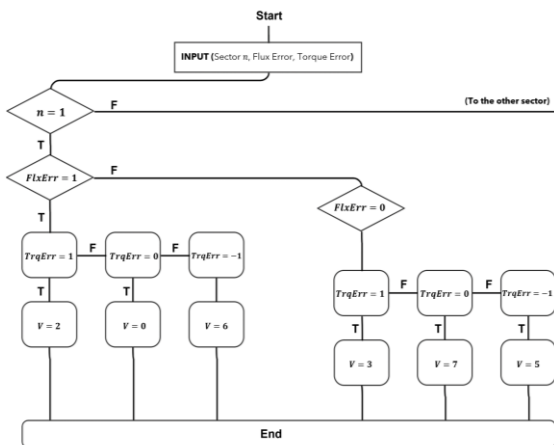 Start
INPUT (Sector n, Flux Error, Torque Error)
n = 1
F
(To the other sector)
T
FlxErr = 1
F
T
FlxErr = 0
TrqErr = 1
F
TrqErr = 0
F
TrqErr = −1
T
T
TrqErr = 1
F
TrqErr = 0
F
TrqErr = −1
V = 2
V = 0
V = 6
T
T
T
V = 3
V = 7
V = 5
End